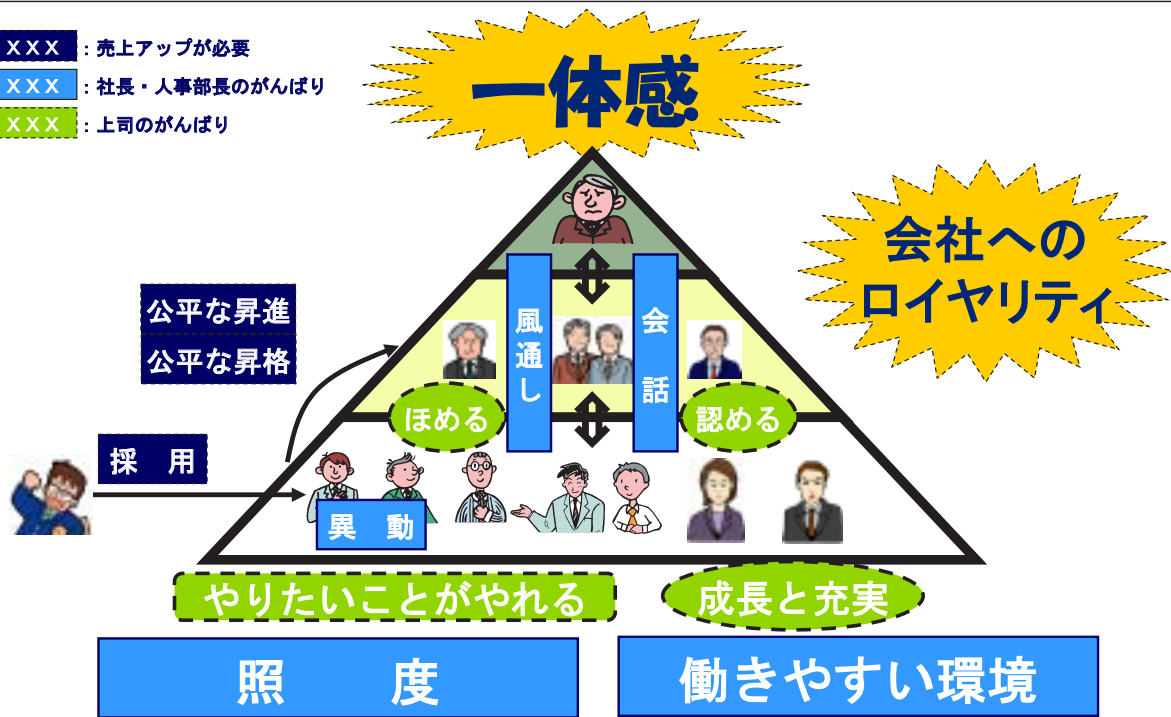 XXX：売上アップが必要
XXX：社長・人事部長のがんばり
XXX：上司のがんばり
一体感
会社への
ロイヤリティ
公平な昇進
公平な昇格
風通し
会話
ほめる
認める
採　用
異　動
やりたいことがやれる
成長と充実
照　度
働きやすい環境